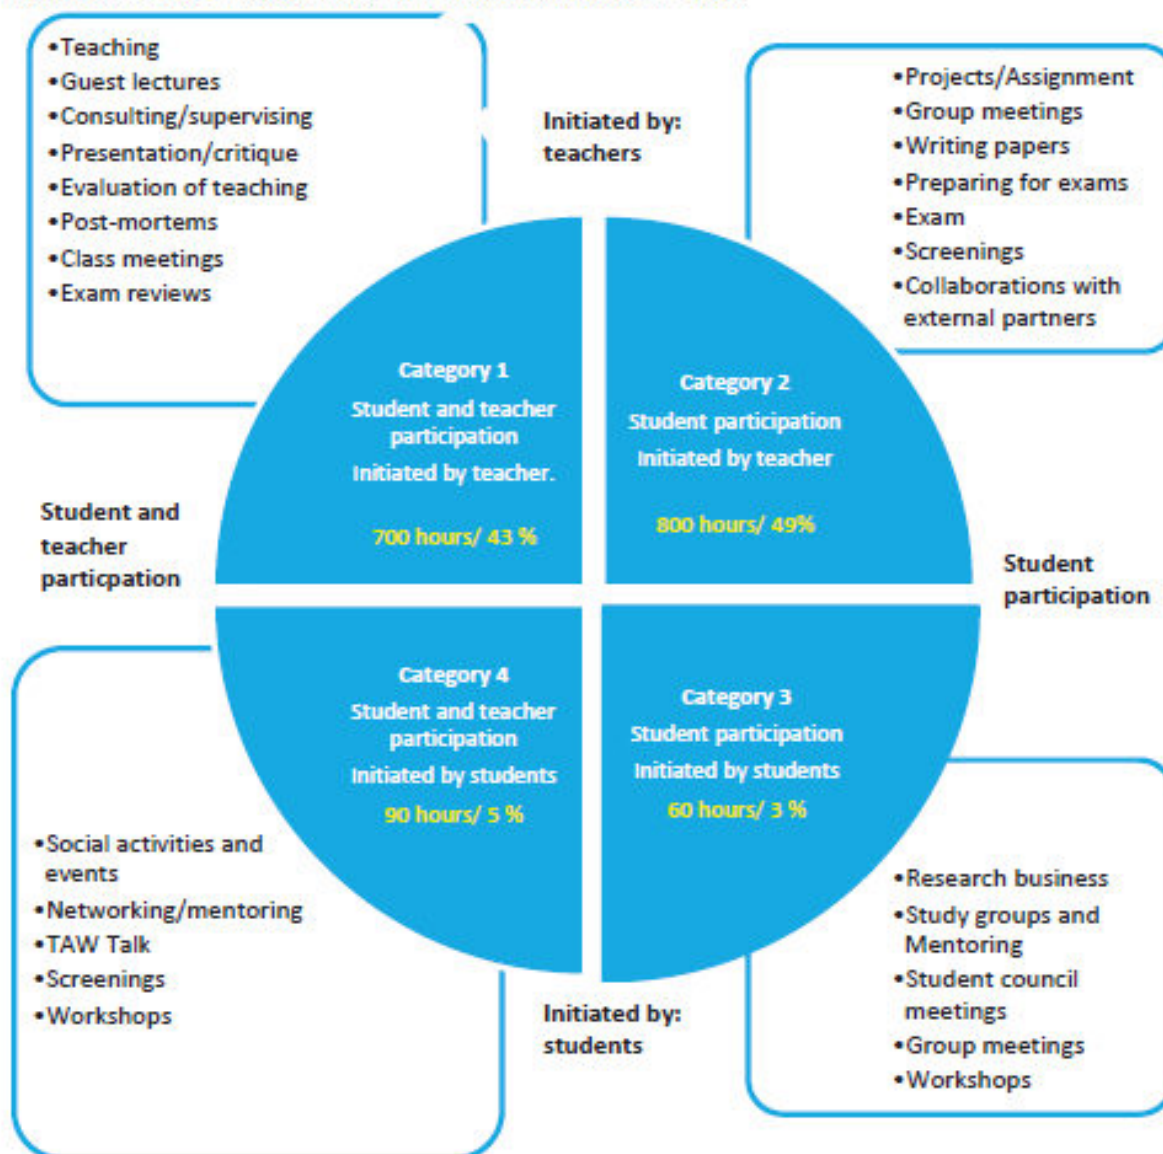 •Teaching
•Guest lectures
•Consulting/supervising
•Presentation/critique
•Evaluation of teaching
•Post-mortems
•Class meetings
•Exam reviews
Initiated by:
teachers
•Projects/Assignment
•Group meetings
•Writing papers
•Preparing for exams
•Exam
•Screenings
•Collaborations with
external partners
Category 1
Student and teacher
participation
Initiated by teacher.
700 hours/ 43 %
Category 2
Student participation
Initiated by teacher
800 hours/ 49%
Student and
teacher
particpation
Student
participation
Category 4
Student and teacher
participation
Initiated by students
90 hours/ 5 %
Category 3
Student participation
Initiated by students
60 hours/ 3 %
•Social activities and
events
•Networking/mentoring
•TAW Talk
•Screenings
•Workshops
Initiated by:
students
•Research business
•Study groups and
Mentoring
•Student council
meetings
•Group meetings
•Workshops